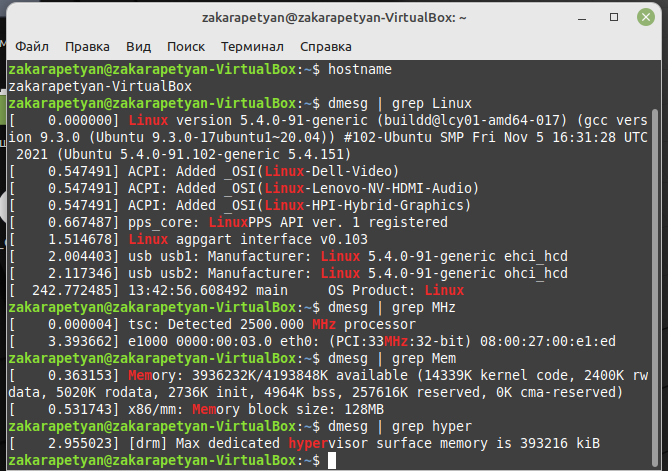 zakarapetyan@zakarapetyan-VirtualBox: ~
Файл Правка Вид Поиск Терминал Справка
zakarapetyan@zakarapetyan-VirtualBox:~$ hostname
zakarapetyan-VirtualBox
zakarapetyan@zakarapetyan-VirtualBox:~$ dmesg | grep Linux
[    0.000000] Linux version 5.4.0-91-generic (buildd@lcy01-amd64-017) (gcc vers
ion 9.3.0 (Ubuntu 9.3.0-17ubuntu1~20.04)) #102-Ubuntu SMP Fri Nov 5 16:31:28 UTC
 2021 (Ubuntu 5.4.0-91.102-generic 5.4.151)
[    0.547491] ACPI: Added _OSI(Linux-Dell-Video)
[    0.547491] ACPI: Added _OSI(Linux-Lenovo-NV-HDMI-Audio)
[    0.547491] ACPI: Added _OSI(Linux-HPI-Hybrid-Graphics)
[    0.667487] pps_core: LinuxPPS API ver. 1 registered
[    1.514678] Linux agpgart interface v0.103
[    2.004403] usb usb1: Manufacturer: Linux 5.4.0-91-generic ehci_hcd
[    2.117346] usb usb2: Manufacturer: Linux 5.4.0-91-generic ohci_hcd
[  242.772485] 13:42:56.608492 main     OS Product: Linux
zakarapetyan@zakarapetyan-VirtualBox:~$ dmesg | grep MHz
[    0.000004] tsc: Detected 2500.000 MHz processor
[    3.393662] e1000 0000:00:03.0 eth0: (PCI:33MHz:32-bit) 08:00:27:00:e1:ed
zakarapetyan@zakarapetyan-VirtualBox:~$ dmesg | grep Mem
[    0.363153] Memory: 3936232K/4193848K available (14339K kernel code, 2400K rw
data, 5020K rodata, 2736K init, 4964K bss, 257616K reserved, 0K cma-reserved)
[    0.531743] x86/mm: Memory block size: 128MB
zakarapetyan@zakarapetyan-VirtualBox:~$ dmesg | grep hyper
[    2.955023] [drm] Max dedicated hypervisor surface memory is 393216 kiB
zakarapetyan@zakarapetyan-VirtualBox:~$